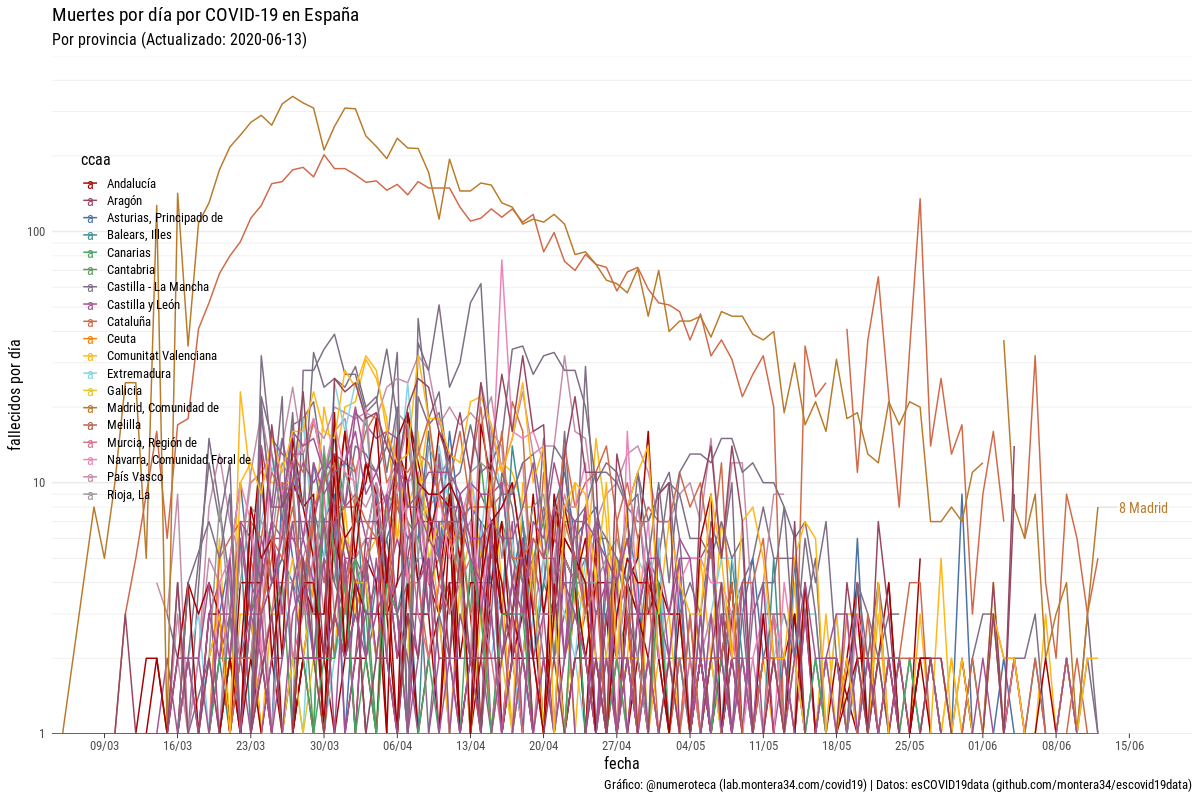 Muertes por día por COVID-19 en España
Por provincia (Actualizado: 2020-06-13)
fallecidos por día
100
10
1
ccaa
Andalucía
Aragón
Asturias, Principado de
Balears, Illes
Canarias
Cantabria
Castilla - La Mancha
Castilla y León
Cataluña
Ceuta
Comunitat Valenciana
Extremadura
Galicia
Madrid, Comunidad de
Melilla
Murcia, Región de
Navarra, Comunidad Foral de
País Vasco
Rioja, La
8 Madrid
09/03 16/03 23/03 30/03 06/04 13/04 20/04 27/04 04/05 11/05 18/05 25/05 01/06 08/06 15/06
fecha
Gráfico: @numeroteca (lab.montera34.com/covid19) | Datos: esCOVID19data (github.com/montera34/escovid19data)